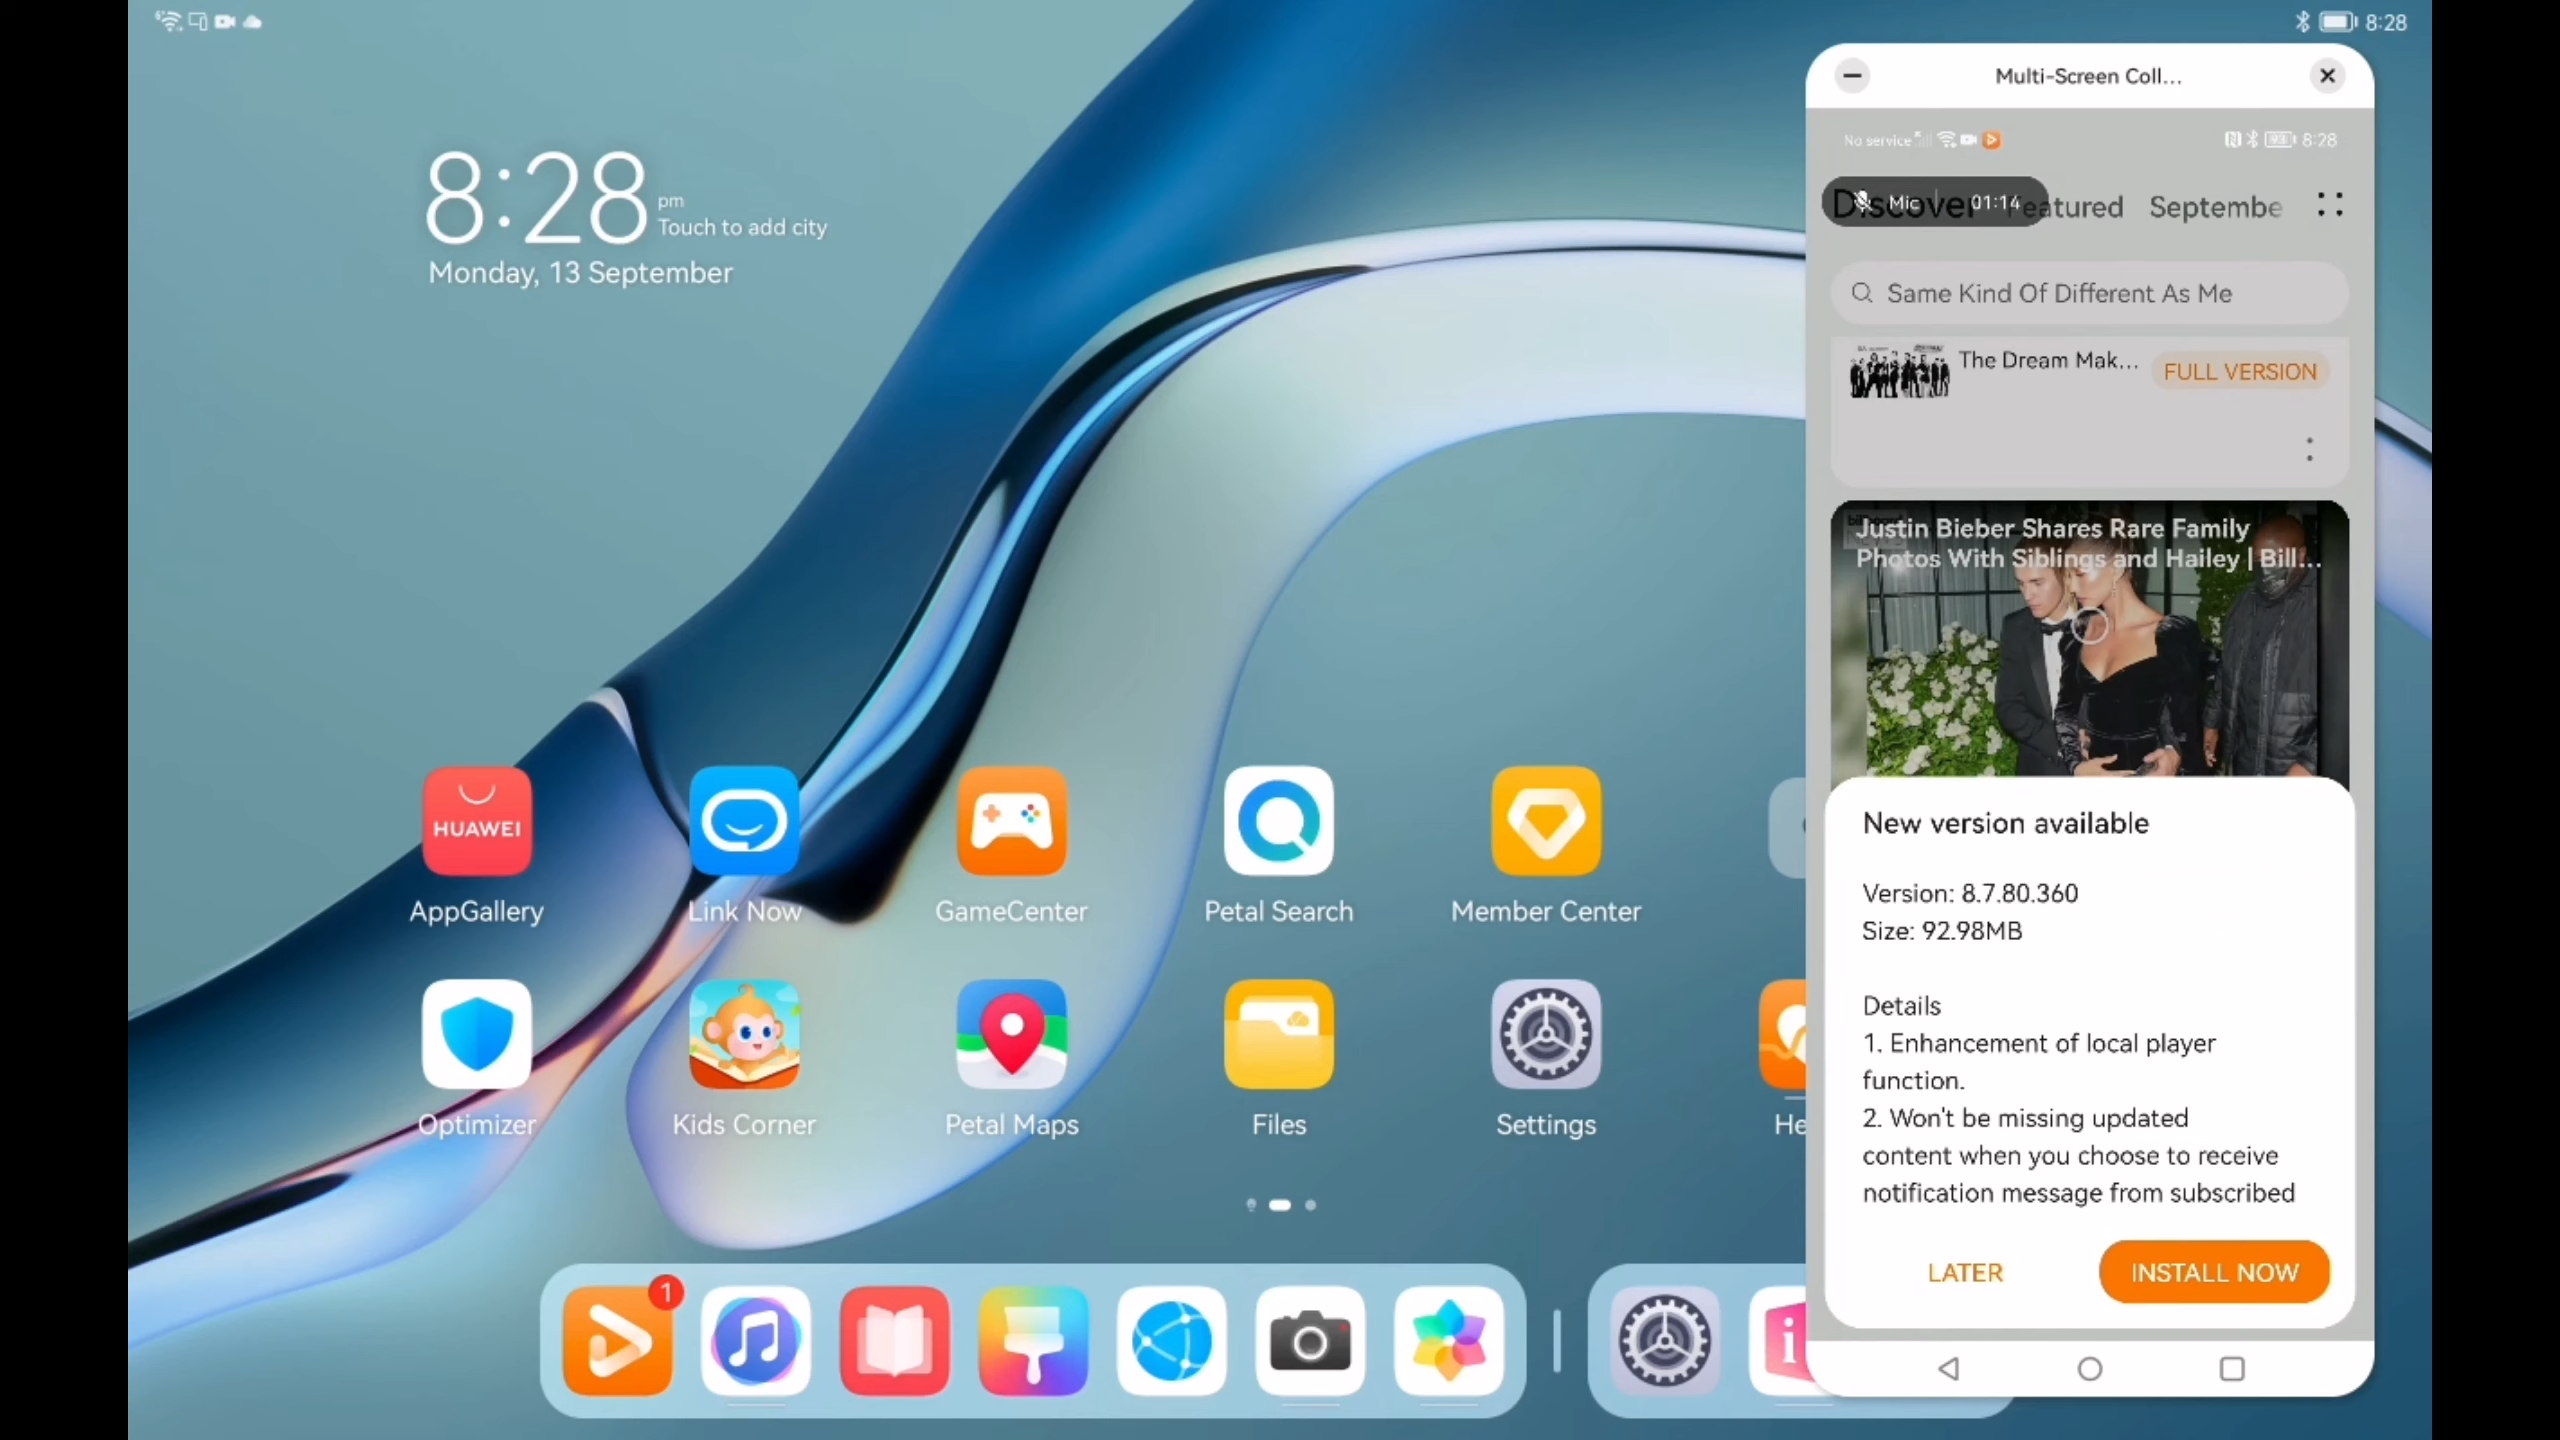 8:28
8:28
pm
Touch to add city
Monday, 13 September
Multi-Screen Coll...
No service
8:28
Mic
01:14
Discover
Featured
Septembe
Same Kind Of Different As Me
The Dream Mak...
FULL VERSION
Justin Bieber Shares Rare Family
Photos With Siblings and Hailey | Bill...
New version available
Version: 8.7.80.360
Size: 92.98MB
Details
1. Enhancement of local player
function.
2. Won't be missing updated
content when you choose to receive
notification message from subscribed
LATER
INSTALL NOW
HUAWEI
AppGallery
Link Now
GameCenter
Petal Search
Member Center
Optimizer
Kids Corner
Petal Maps
Files
Settings
He
1
i